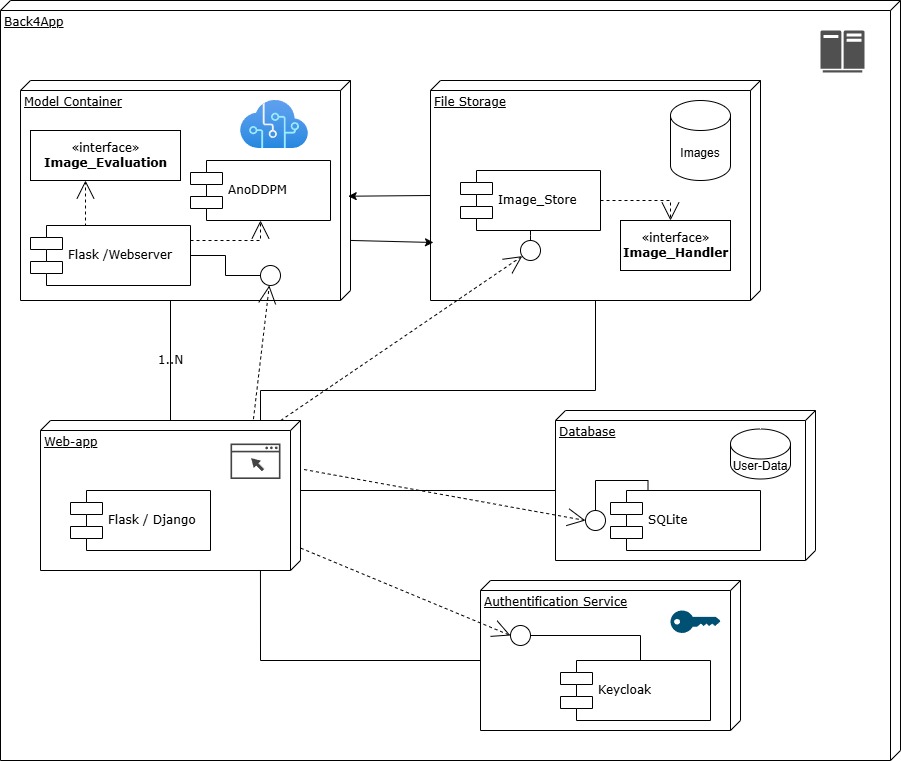 Back4App
Model Container
«interface»
Image_Evaluation
AnoDDPM
Flask /Webserver
File Storage
Images
Image_Store
«interface»
Image_Handler
1..N
Web-app
Flask / Django
Database
User-Data
SQLite
Authentification Service
Keycloak